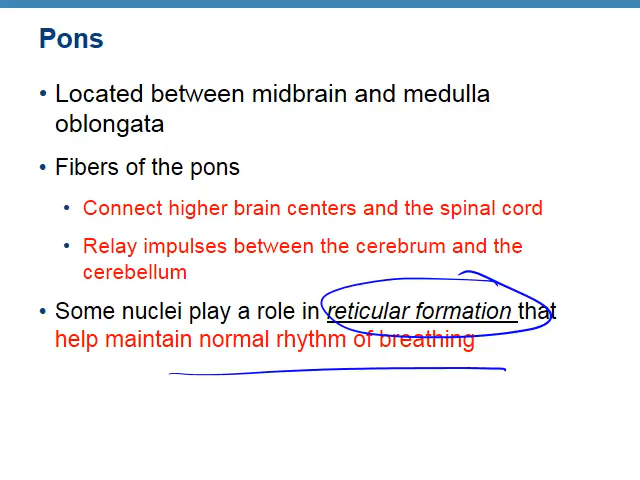 Pons
• Located between midbrain and medulla
oblongata
• Fibers of the pons
• Connect higher brain centers and the spinal cord
• Relay impulses between the cerebrum and the
cerebellum
• Some nuclei play a role in reticular formation that
help maintain normal rhythm of breathing